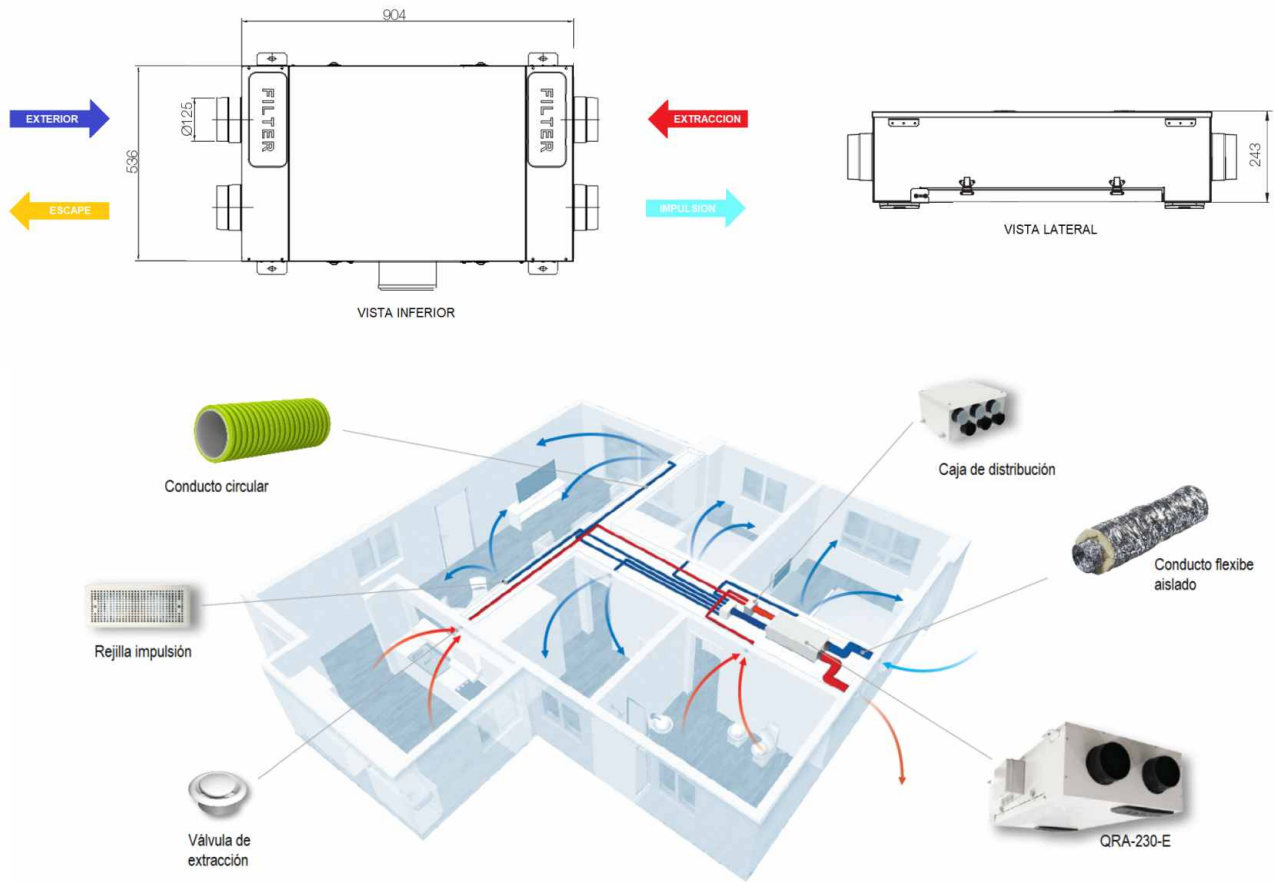 904
EXTERIOR
Ø125
536
FILTER
FILTER
EXTRACCION
243
ESCAPE
IMPULSION
VISTA LATERAL
VISTA INFERIOR
Conducto circular
Caja de distribución
Conducto flexibe
aislado
Rejilla impulsión
Válvula de
extracción
QRA-230-E